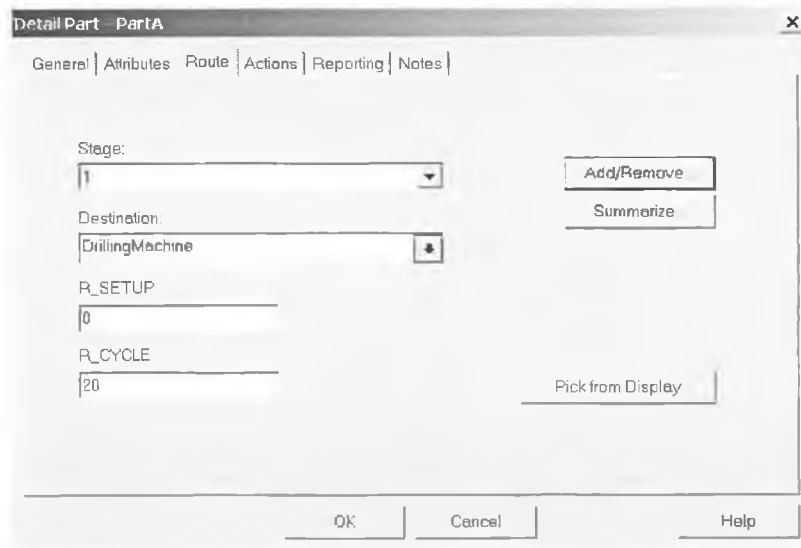 Detail Part - PartA
General Attributes Route Actions Reporting Notes
Stage:
1
Add/Remove
Summarize
Destination:
DrillingMachine
R_SETUP
0
R_CYCLE
20
Pick from Display
OK Cancel Help